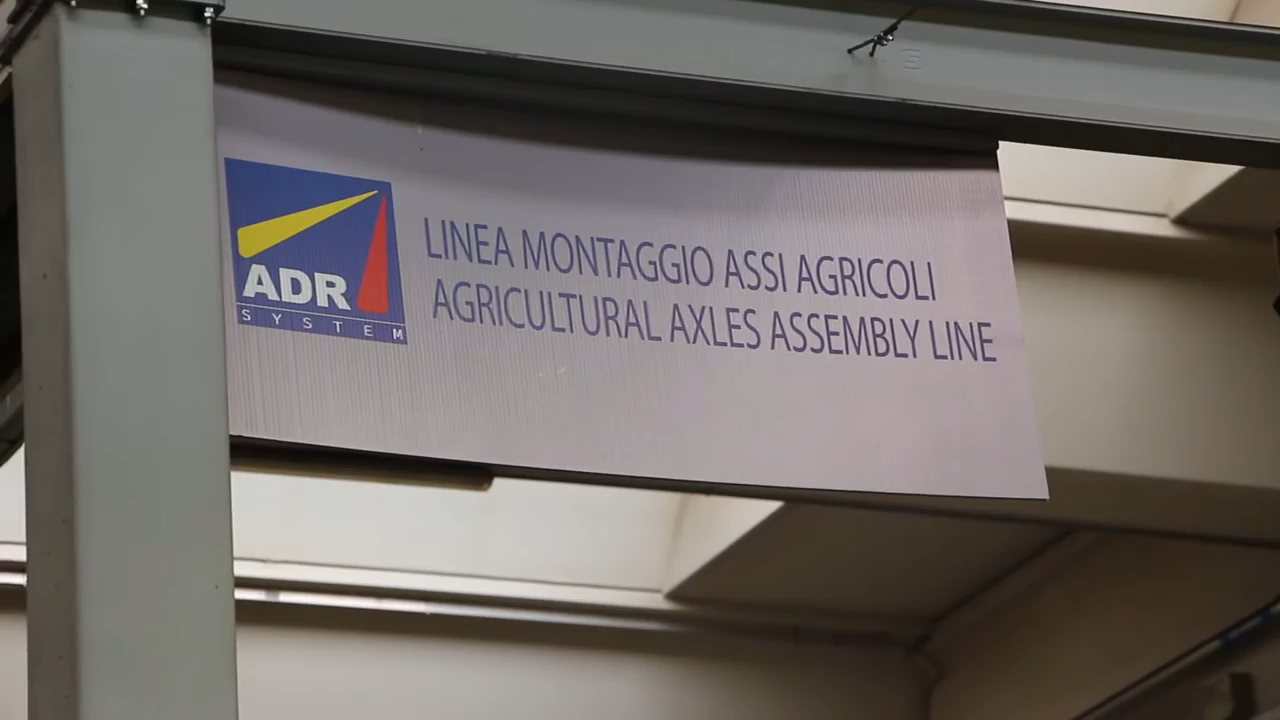 ADR
SYSTEM
LINEA MONTAGGIO ASSI AGRICOLI
AGRICULTURAL AXLES ASSEMBLY LINE